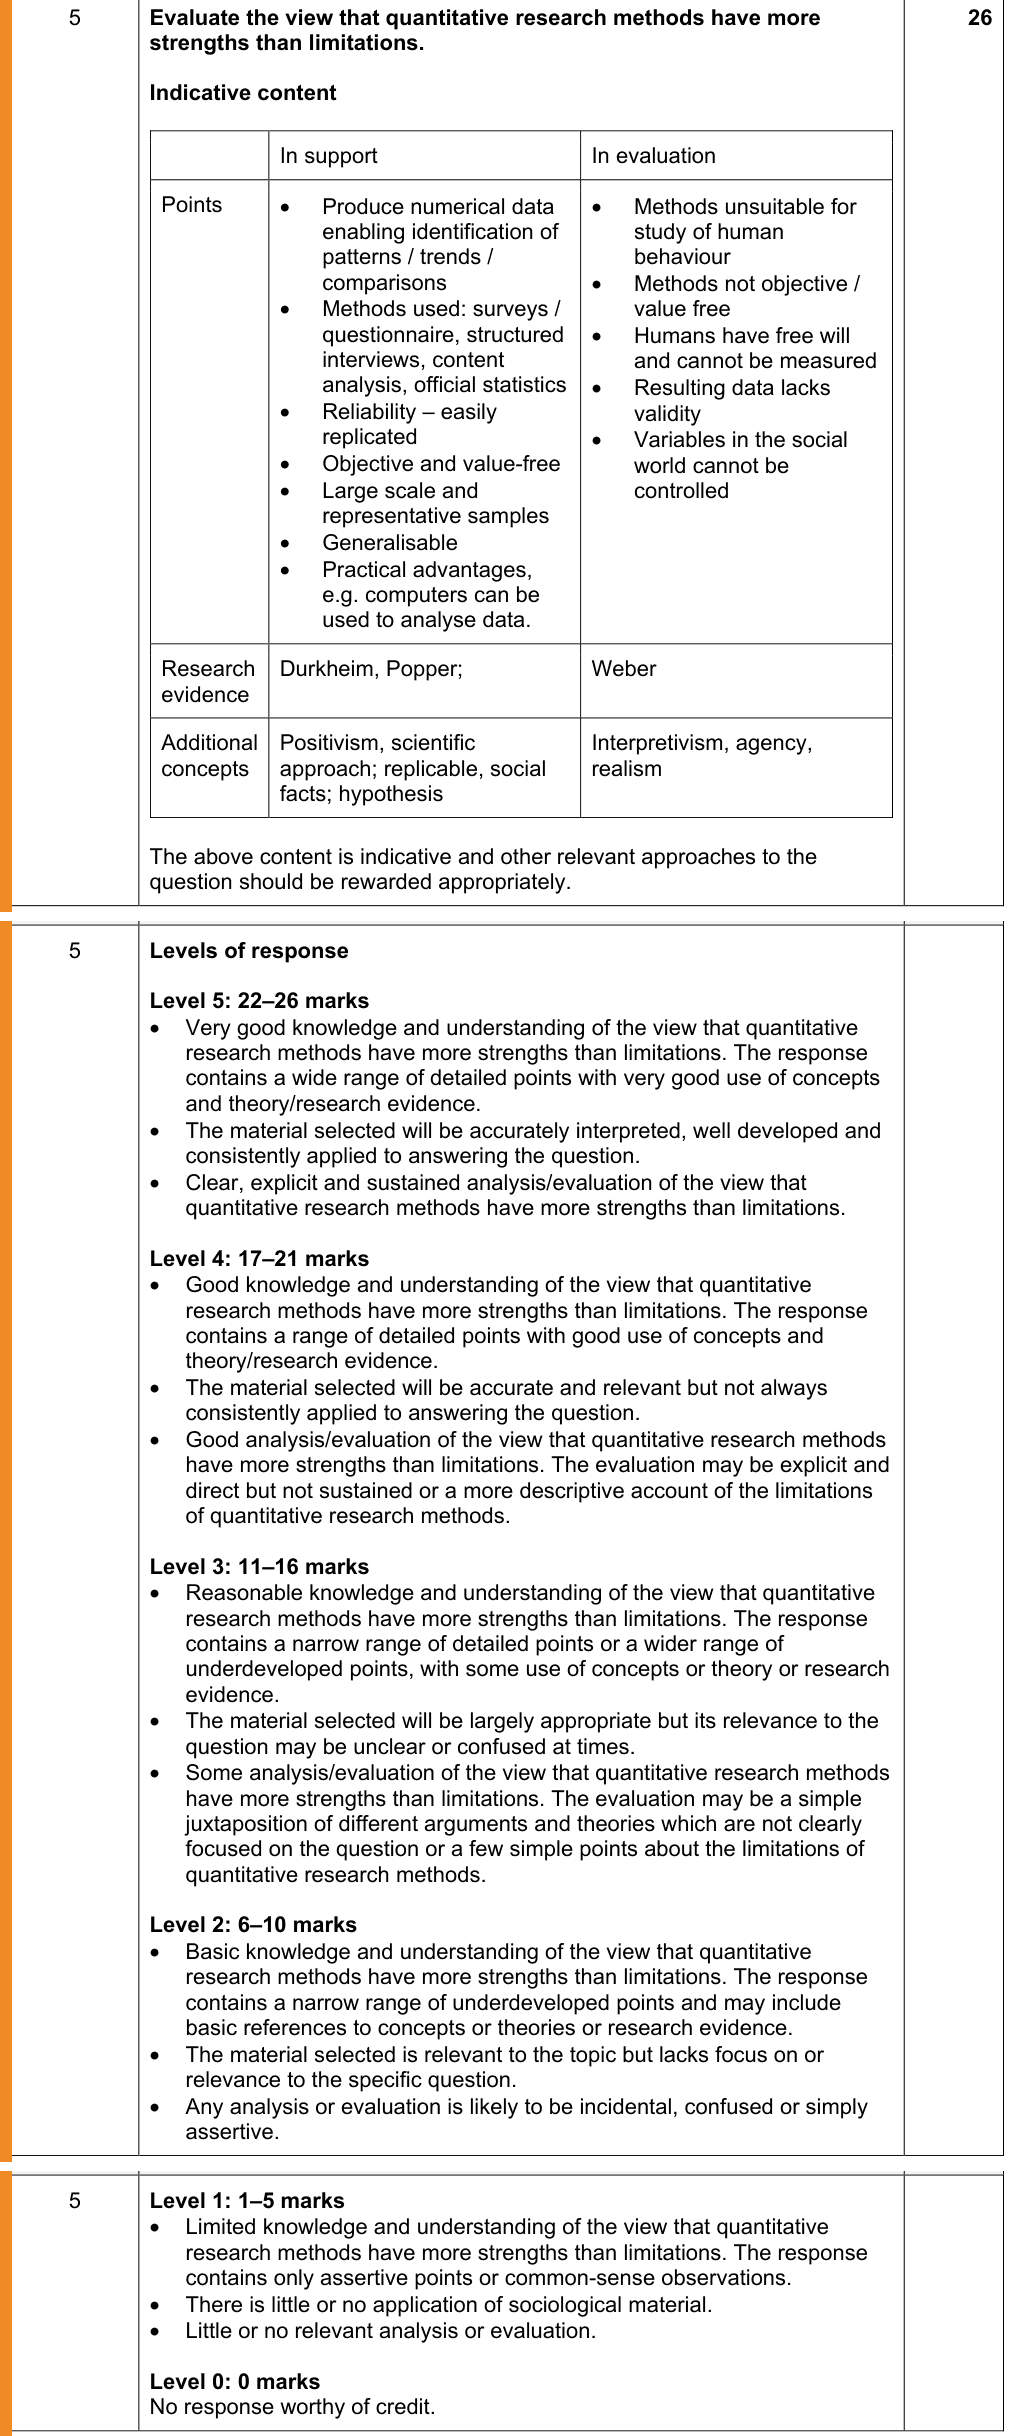 5
Evaluate the view that quantitative research methods have more
strengths than limitations.
26
Indicative content
In support
In evaluation
Points
• Produce numerical data
enabling identification of
patterns / trends /
comparisons
• Methods used: surveys /
questionnaire, structured
interviews, content
analysis, official statistics
• Reliability – easily
replicated
• Objective and value-free
• Large scale and
representative samples
• Generalisable
• Practical advantages,
e.g. computers can be
used to analyse data.
• Methods unsuitable for
study of human
behaviour
• Methods not objective /
value free
• Humans have free will
and cannot be measured
• Resulting data lacks
validity
• Variables in the social
world cannot be
controlled
Research
evidence
Durkheim, Popper;
Weber
Additional
concepts
Positivism, scientific
approach; replicable, social
facts; hypothesis
Interpretivism, agency,
realism
The above content is indicative and other relevant approaches to the
question should be rewarded appropriately.
5
Levels of response
Level 5: 22–26 marks
• Very good knowledge and understanding of the view that quantitative
research methods have more strengths than limitations. The response
contains a wide range of detailed points with very good use of concepts
and theory/research evidence.
• The material selected will be accurately interpreted, well developed and
consistently applied to answering the question.
• Clear, explicit and sustained analysis/evaluation of the view that
quantitative research methods have more strengths than limitations.
Level 4: 17–21 marks
• Good knowledge and understanding of the view that quantitative
research methods have more strengths than limitations. The response
contains a range of detailed points with good use of concepts and
theory/research evidence.
• The material selected will be accurate and relevant but not always
consistently applied to answering the question.
• Good analysis/evaluation of the view that quantitative research methods
have more strengths than limitations. The evaluation may be explicit and
direct but not sustained or a more descriptive account of the limitations
of quantitative research methods.
Level 3: 11–16 marks
• Reasonable knowledge and understanding of the view that quantitative
research methods have more strengths than limitations. The response
contains a narrow range of detailed points or a wider range of
underdeveloped points, with some use of concepts or theory or research
evidence.
• The material selected will be largely appropriate but its relevance to the
question may be unclear or confused at times.
• Some analysis/evaluation of the view that quantitative research methods
have more strengths than limitations. The evaluation may be a simple
juxtaposition of different arguments and theories which are not clearly
focused on the question or a few simple points about the limitations of
quantitative research methods.
Level 2: 6–10 marks
• Basic knowledge and understanding of the view that quantitative
research methods have more strengths than limitations. The response
contains a narrow range of underdeveloped points and may include
basic references to concepts or theories or research evidence.
• The material selected is relevant to the topic but lacks focus on or
relevance to the specific question.
• Any analysis or evaluation is likely to be incidental, confused or simply
assertive.
5
Level 1: 1–5 marks
• Limited knowledge and understanding of the view that quantitative
research methods have more strengths than limitations. The response
contains only assertive points or common-sense observations.
• There is little or no application of sociological material.
• Little or no relevant analysis or evaluation.
Level 0: 0 marks
No response worthy of credit.